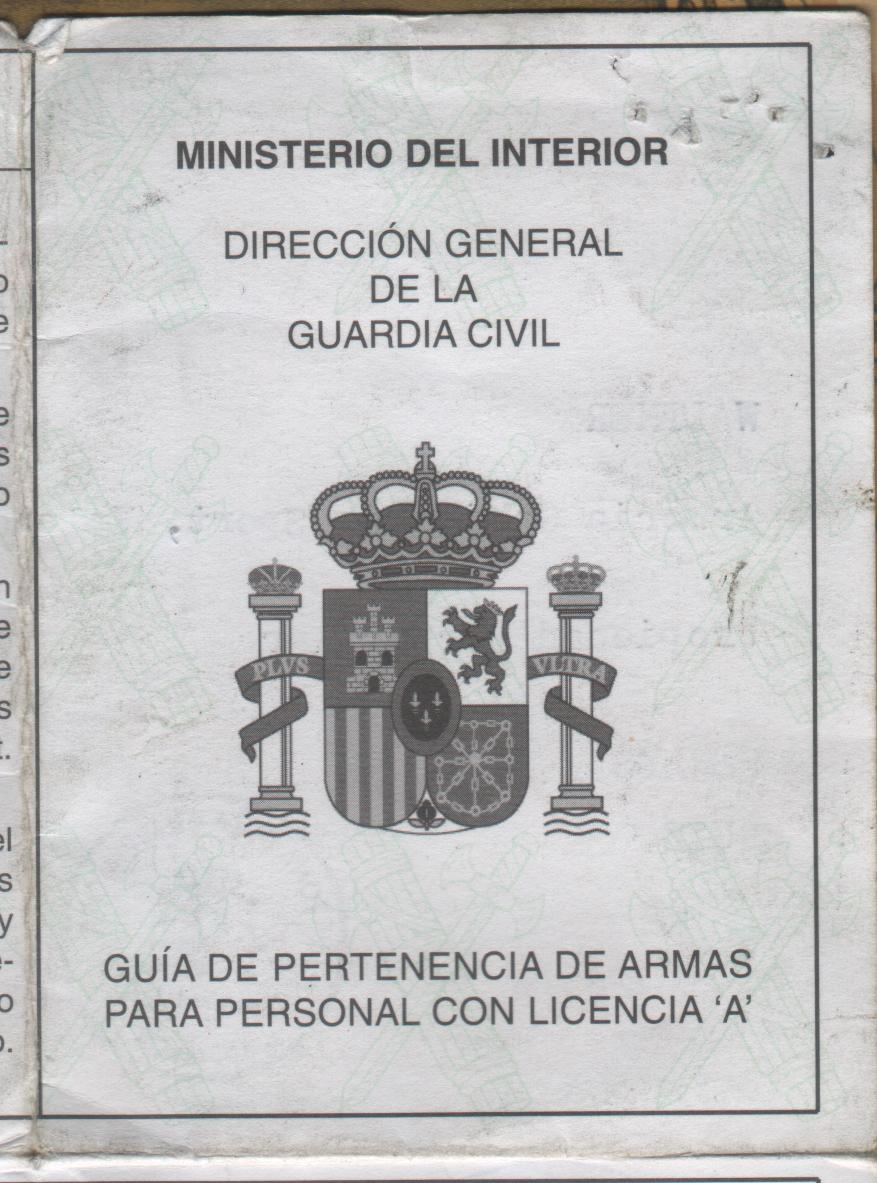 MINISTERIO DEL INTERIOR
DIRECCIÓN GENERAL
DE LA
GUARDIA CIVIL
PLVS VLTRA
GUÍA DE PERTENENCIA DE ARMAS
PARA PERSONAL CON LICENCIA ‘A’